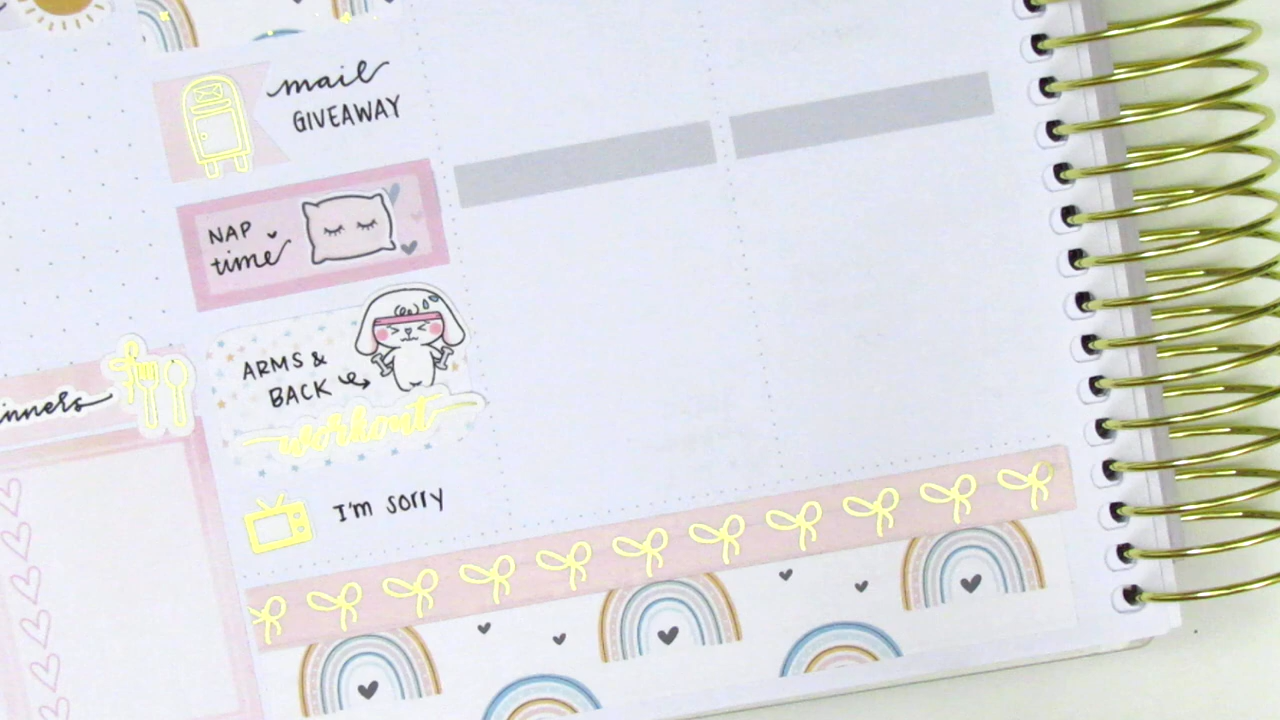 mail
GIVEAWAY
NAP
time
ARMS &
BACK
workout
I'm sorry